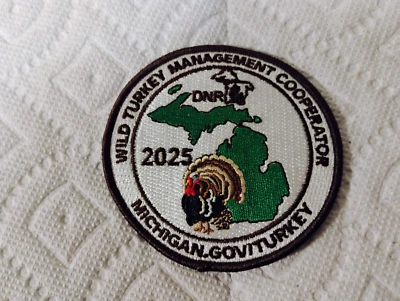 WILD TURKEY MANAGEMENT COOPERATOR
DNR
2025
MICHIGAN.GOV/TURKEY